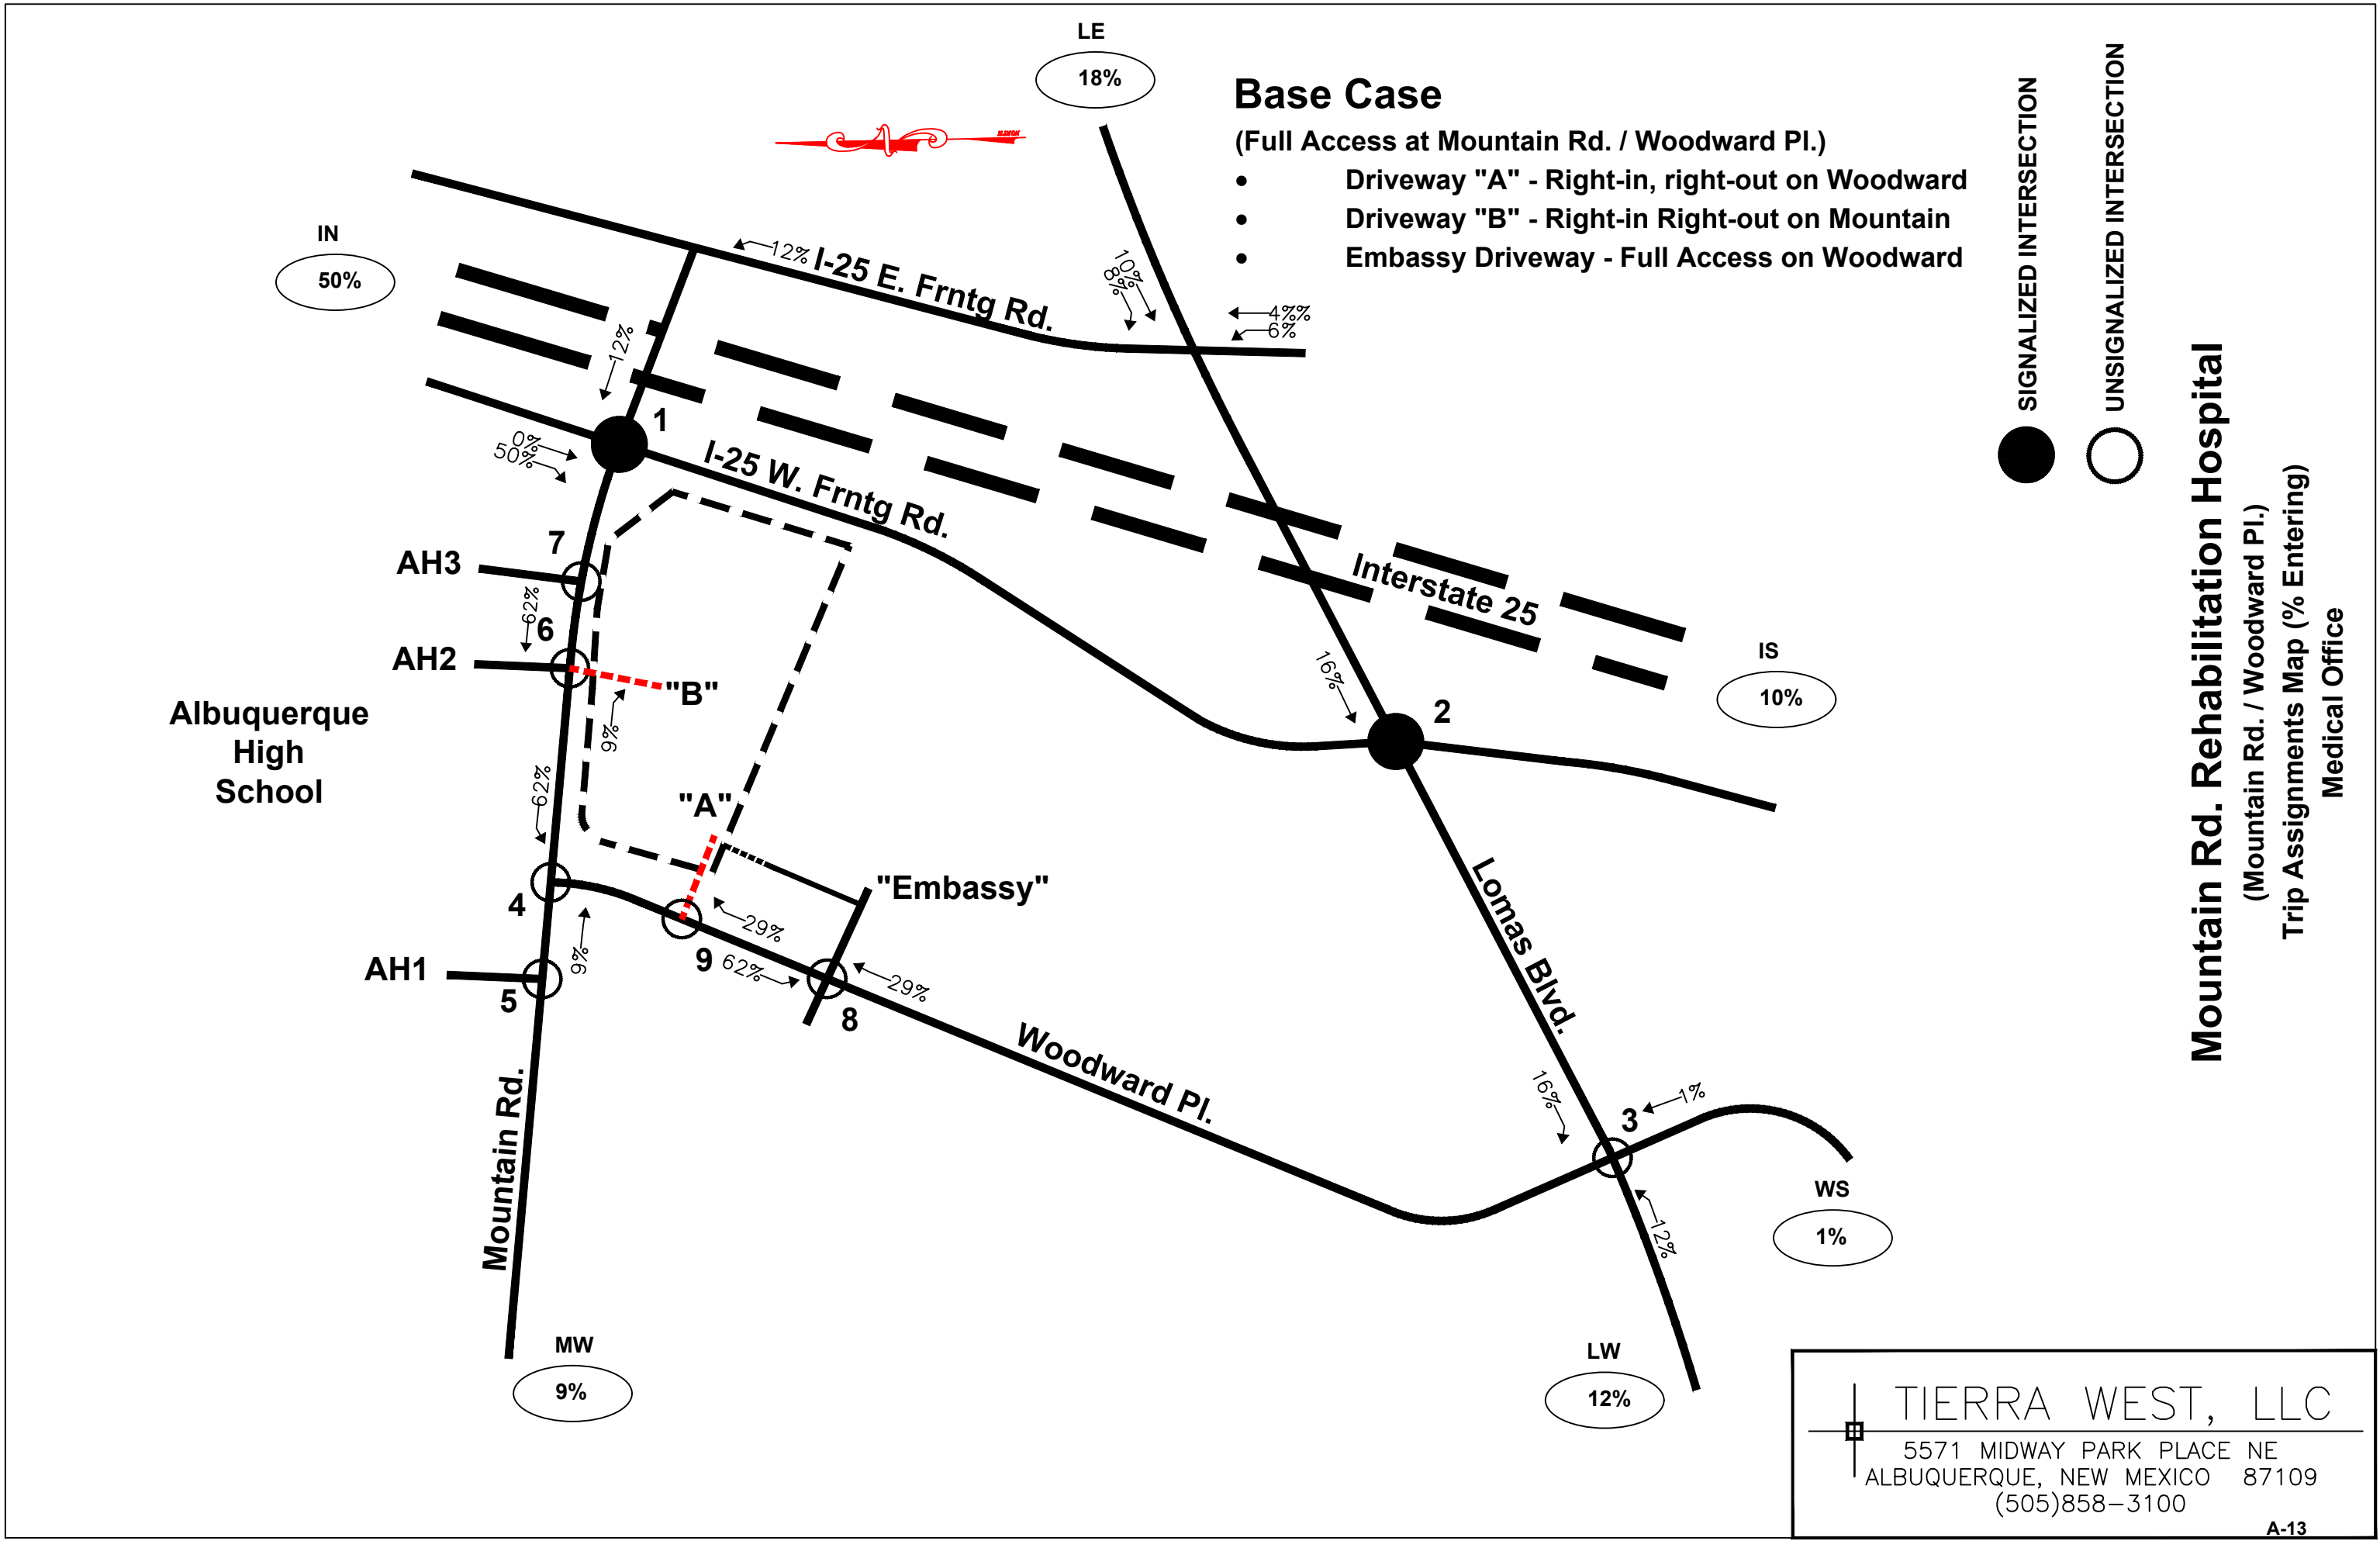 LE
18%
Base Case
(Full Access at Mountain Rd. / Woodward Pl.)
• Driveway "A" - Right-in, right-out on Woodward
• Driveway "B" - Right-in Right-out on Mountain
• Embassy Driveway - Full Access on Woodward
SIGNALIZED INTERSECTION
UNSIGNALIZED INTERSECTION
IN
50%
12%
I-25 E. Frntg Rd.
10%
8%
4%%
6%
12%
1
0%
50%
I-25 W. Frntg Rd.
Interstate 25
7
AH3
62%
6
AH2
"B"
9%
Albuquerque
High
School
62%
"A"
"Embassy"
4
29%
9
62%
9%
AH1
5
29%
8
16%
2
IS
10%
Lomas Blvd.
Woodward Pl.
Mountain Rd.
16%
3
1%
WS
1%
12%
MW
9%
LW
12%
Mountain Rd. Rehabilitation Hospital
(Mountain Rd. / Woodward Pl.)
Trip Assignments Map (% Entering)
Medical Office
TIERRA WEST, LLC
5571 MIDWAY PARK PLACE NE
ALBUQUERQUE, NEW MEXICO 87109
(505)858-3100
A-13